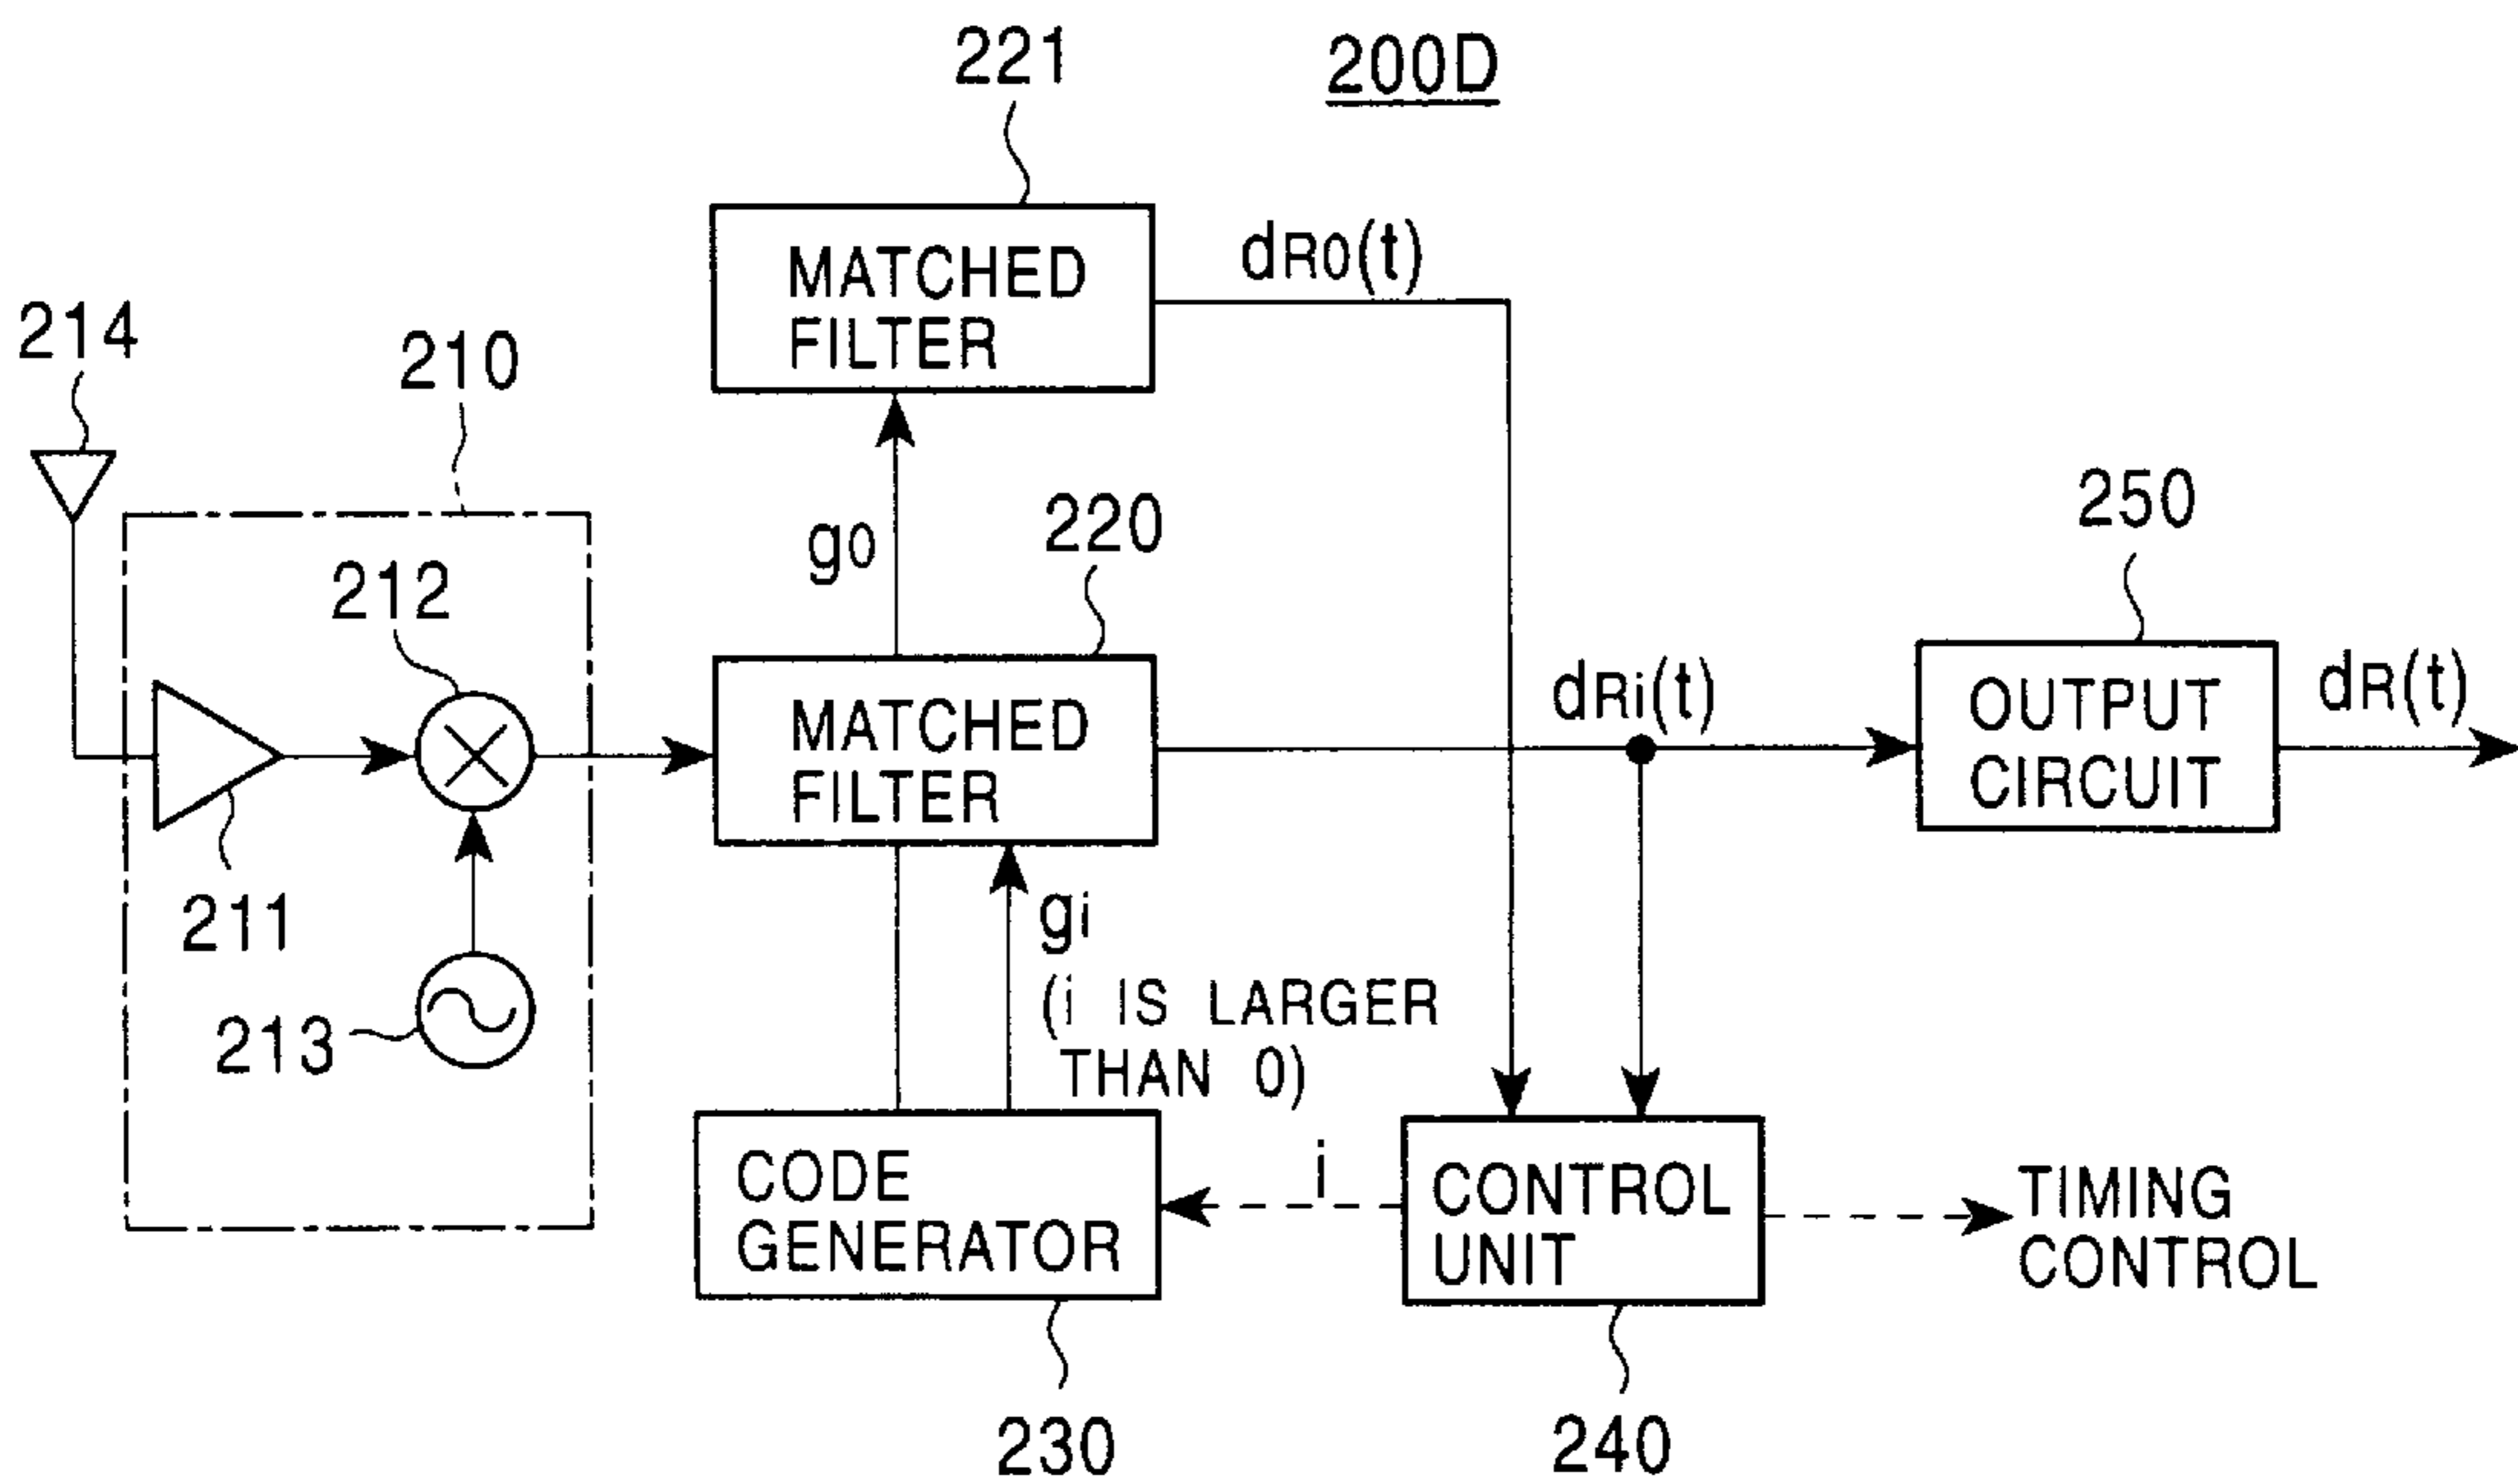 221
200D
MATCHED
FILTER
dR0(t)
214
210
g0
220
250
212
MATCHED
FILTER
dRi(t)
OUTPUT
CIRCUIT
dR(t)
211
gi
(i IS LARGER
THAN 0)
213
CODE
GENERATOR
i
CONTROL
UNIT
TIMING
CONTROL
230
240